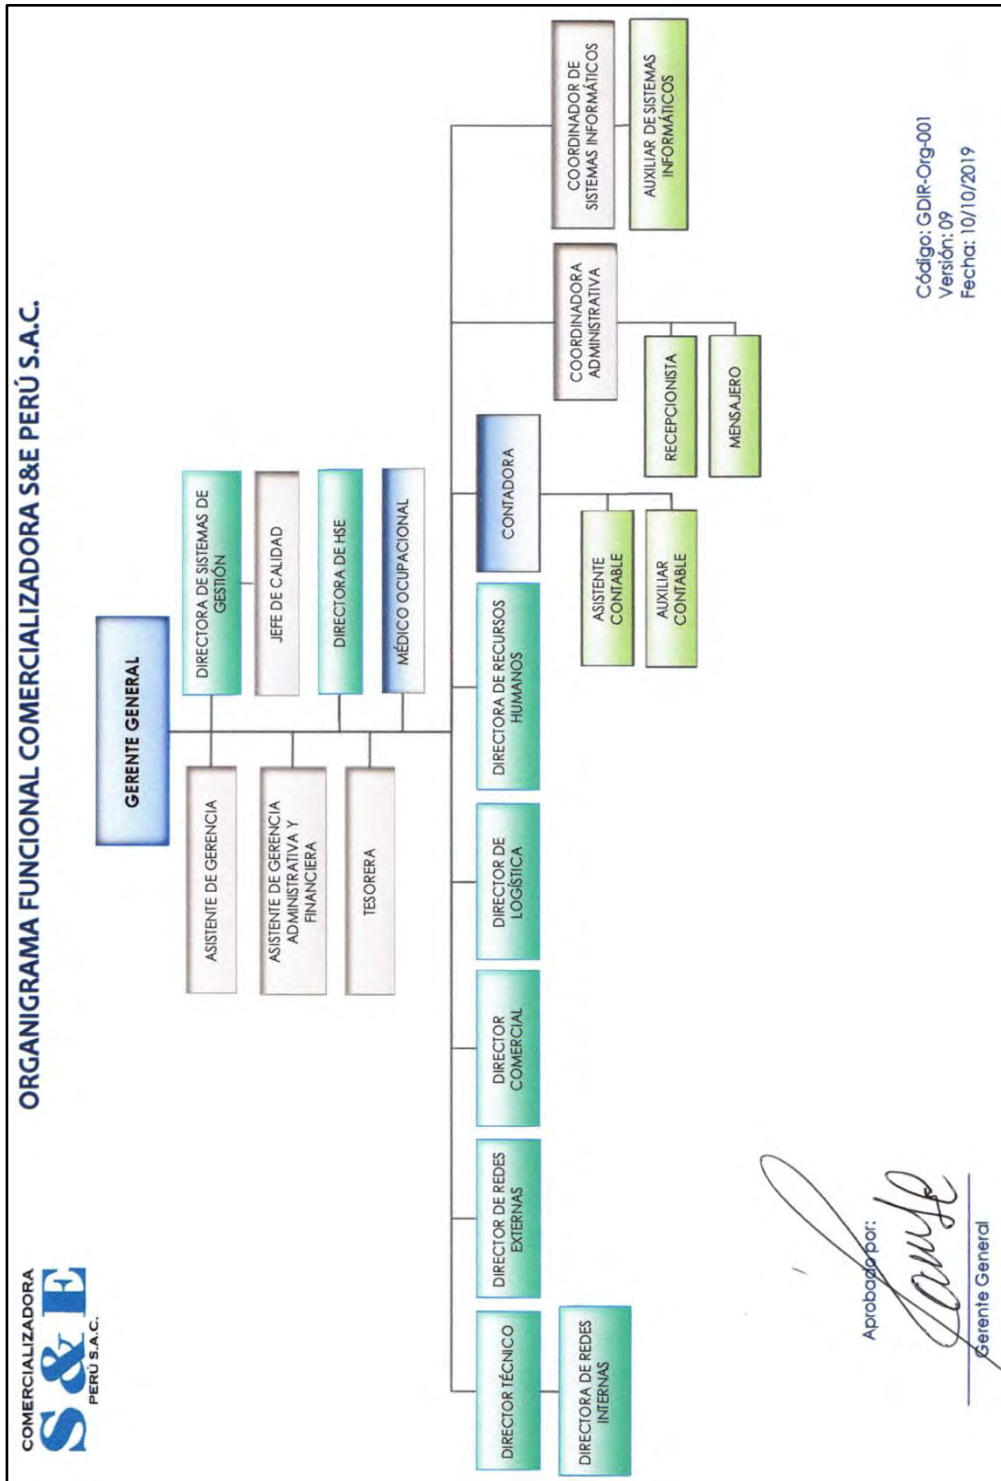 COMERCIALIZADORA
S & E
PERÚ S.A.C.
ORGANIGRAMA FUNCIONAL COMERCIALIZADORA S&E PERÚ S.A.C.
GERENTE GENERAL
ASISTENTE DE GERENCIA
DIRECTORA DE SISTEMAS DE
GESTIÓN
JEFE DE CALIDAD
ASISTENTE DE GERENCIA
ADMINISTRATIVA Y
FINANCIERA
DIRECTORA DE HSE
TESORERA
MÉDICO OCUPACIONAL
DIRECTOR TÉCNICO
DIRECTORA DE REDES
INTERNAS
DIRECTOR DE REDES
EXTERNAS
DIRECTOR
COMERCIAL
DIRECTOR DE
LOGÍSTICA
DIRECTORA DE RECURSOS
HUMANOS
CONTADORA
ASISTENTE
CONTABLE
AUXILIAR
CONTABLE
COORDINADORA
ADMINISTRATIVA
RECEPCIONISTA
MENSAJERO
COORDINADOR DE
SISTEMAS INFORMÁTICOS
AUXILIAR DE SISTEMAS
INFORMÁTICOS
Aprobado por:
Gerente General
Código: GDIR-Org-001
Versión: 09
Fecha: 10/10/2019